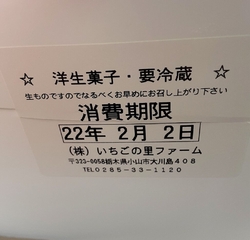 ☆ 洋生菓子・要冷蔵 ☆
生ものですのでなるべくお早めにお召し上がり下さい
消費期限
22年 2月 2日
(株) いちごの里ファーム
〒323-0058栃木県小山市大川島408
TEL0285-33-1120